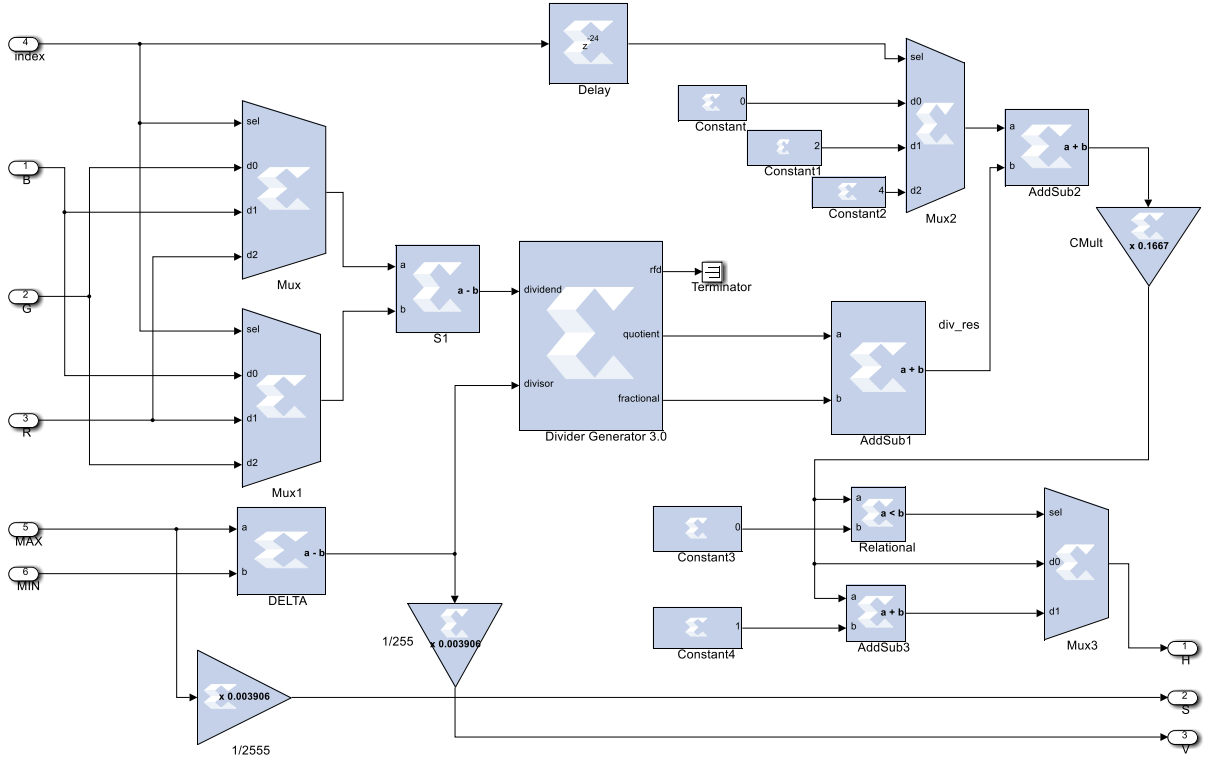 4
index
z-24
Delay
sel
d0
d1
d2
Mux2
0
Constant
2
Constant1
4
Constant2
a
b
a + b
AddSub2
CMult
x 0.1667
sel
d0
d1
d2
Mux
1
B
2
G
3
R
a
b
a - b
S1
dividend
divisor
rfd
quotient
fractional
Divider Generator 3.0
Terminator
a
b
a + b
AddSub1
div_res
sel
d0
d1
d2
Mux1
5
MAX
6
MIN
a
b
a - b
DELTA
0
Constant3
a
b
a < b
Relational
1
Constant4
a
b
a + b
AddSub3
sel
d0
d1
Mux3
1/255
x 0.003906
x 0.003906
1/2555
1
H
2
S
3
V